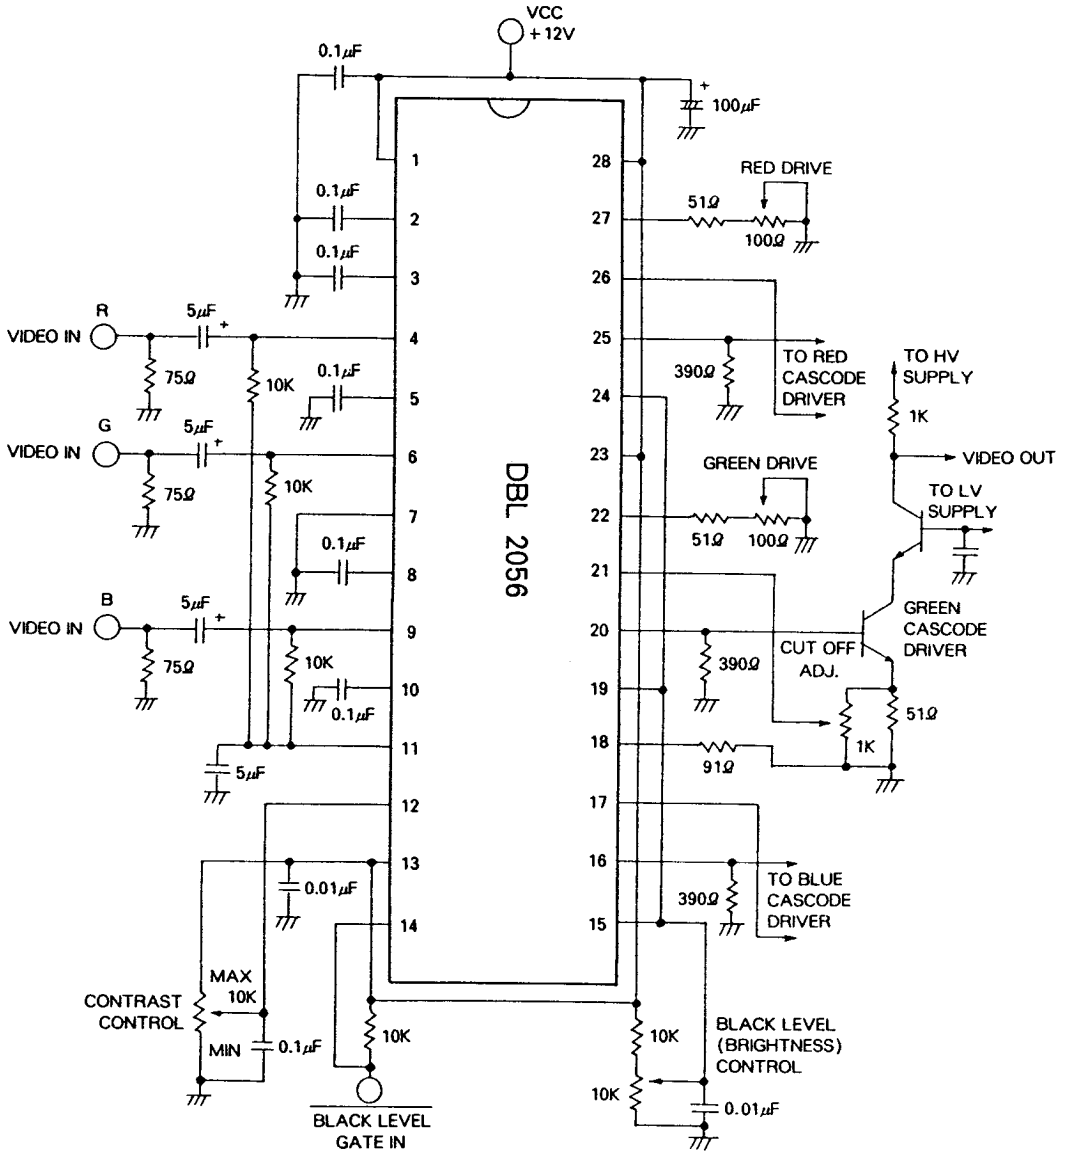 VCC
+12V
0.1μF
100μF
1
28
RED DRIVE
0.1μF
2
27
51Ω
100Ω
0.1μF
3
26
R
5μF
+
+
VIDEO IN
4
25
75Ω
10K
0.1μF
5
24
390Ω
TO RED
CASCODE
DRIVER
TO HV
SUPPLY
1K
G
5μF
+
VIDEO IN
6
23
VIDEO OUT
75Ω
10K
GREEN DRIVE
TO LV
SUPPLY
7
22
51Ω
100Ω
DBL 2056
0.1μF
8
21
B
5μF
+
VIDEO IN
9
20
GREEN
CASCODE
DRIVER
75Ω
10K
390Ω
CUT OFF
ADJ.
10
19
0.1μF
51Ω
11
18
1K
5μF
91Ω
12
17
13
16
0.01μF
390Ω
TO BLUE
CASCODE
DRIVER
14
15
MAX
10K
CONTRAST
CONTROL
MIN
0.1μF
10K
10K
BLACK LEVEL
(BRIGHTNESS)
CONTROL
10K
0.01μF
BLACK LEVEL
GATE IN